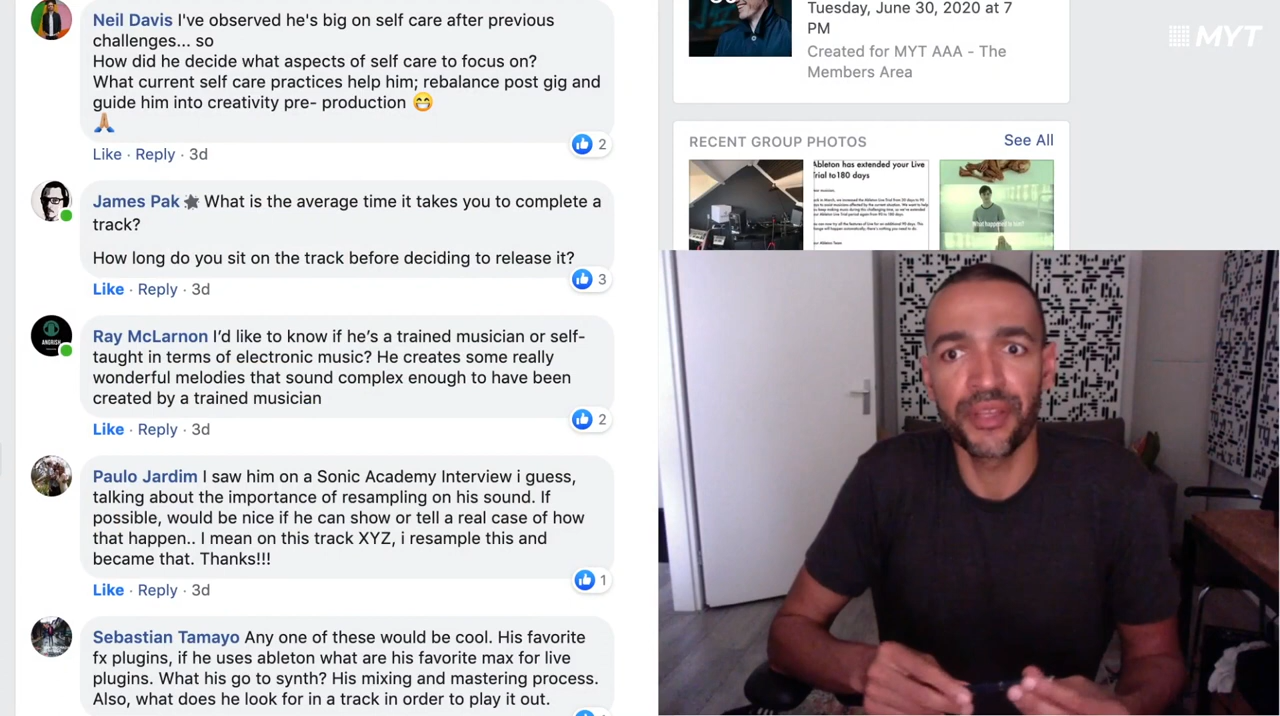 Neil Davis I've observed he's big on self care after previous
challenges... so
How did he decide what aspects of self care to focus on?
What current self care practices help him; rebalance post gig and
guide him into creativity pre- production 😁
🙏🏽
2
Like · Reply · 3d
James Pak What is the average time it takes you to complete a
track?
How long do you sit on the track before deciding to release it?
3
Like · Reply · 3d
Ray McLarnon I’d like to know if he’s a trained musician or self-
taught in terms of electronic music? He creates some really
wonderful melodies that sound complex enough to have been
created by a trained musician
2
Like · Reply · 3d
Paulo Jardim I saw him on a Sonic Academy Interview i guess,
talking about the importance of resampling on his sound. If
possible, would be nice if he can show or tell a real case of how
that happen.. I mean on this track XYZ, i resample this and
became that. Thanks!!!
1
Like · Reply · 3d
Sebastian Tamayo Any one of these would be cool. His favorite
fx plugins, if he uses ableton what are his favorite max for live
plugins. What his go to synth? His mixing and mastering process.
Also, what does he look for in a track in order to play it out.
Tuesday, June 30, 2020 at 7
PM
Created for MYT AAA - The
Members Area
MYT
RECENT GROUP PHOTOS
See All
Ableton has extended your Live
Trial to 180 days